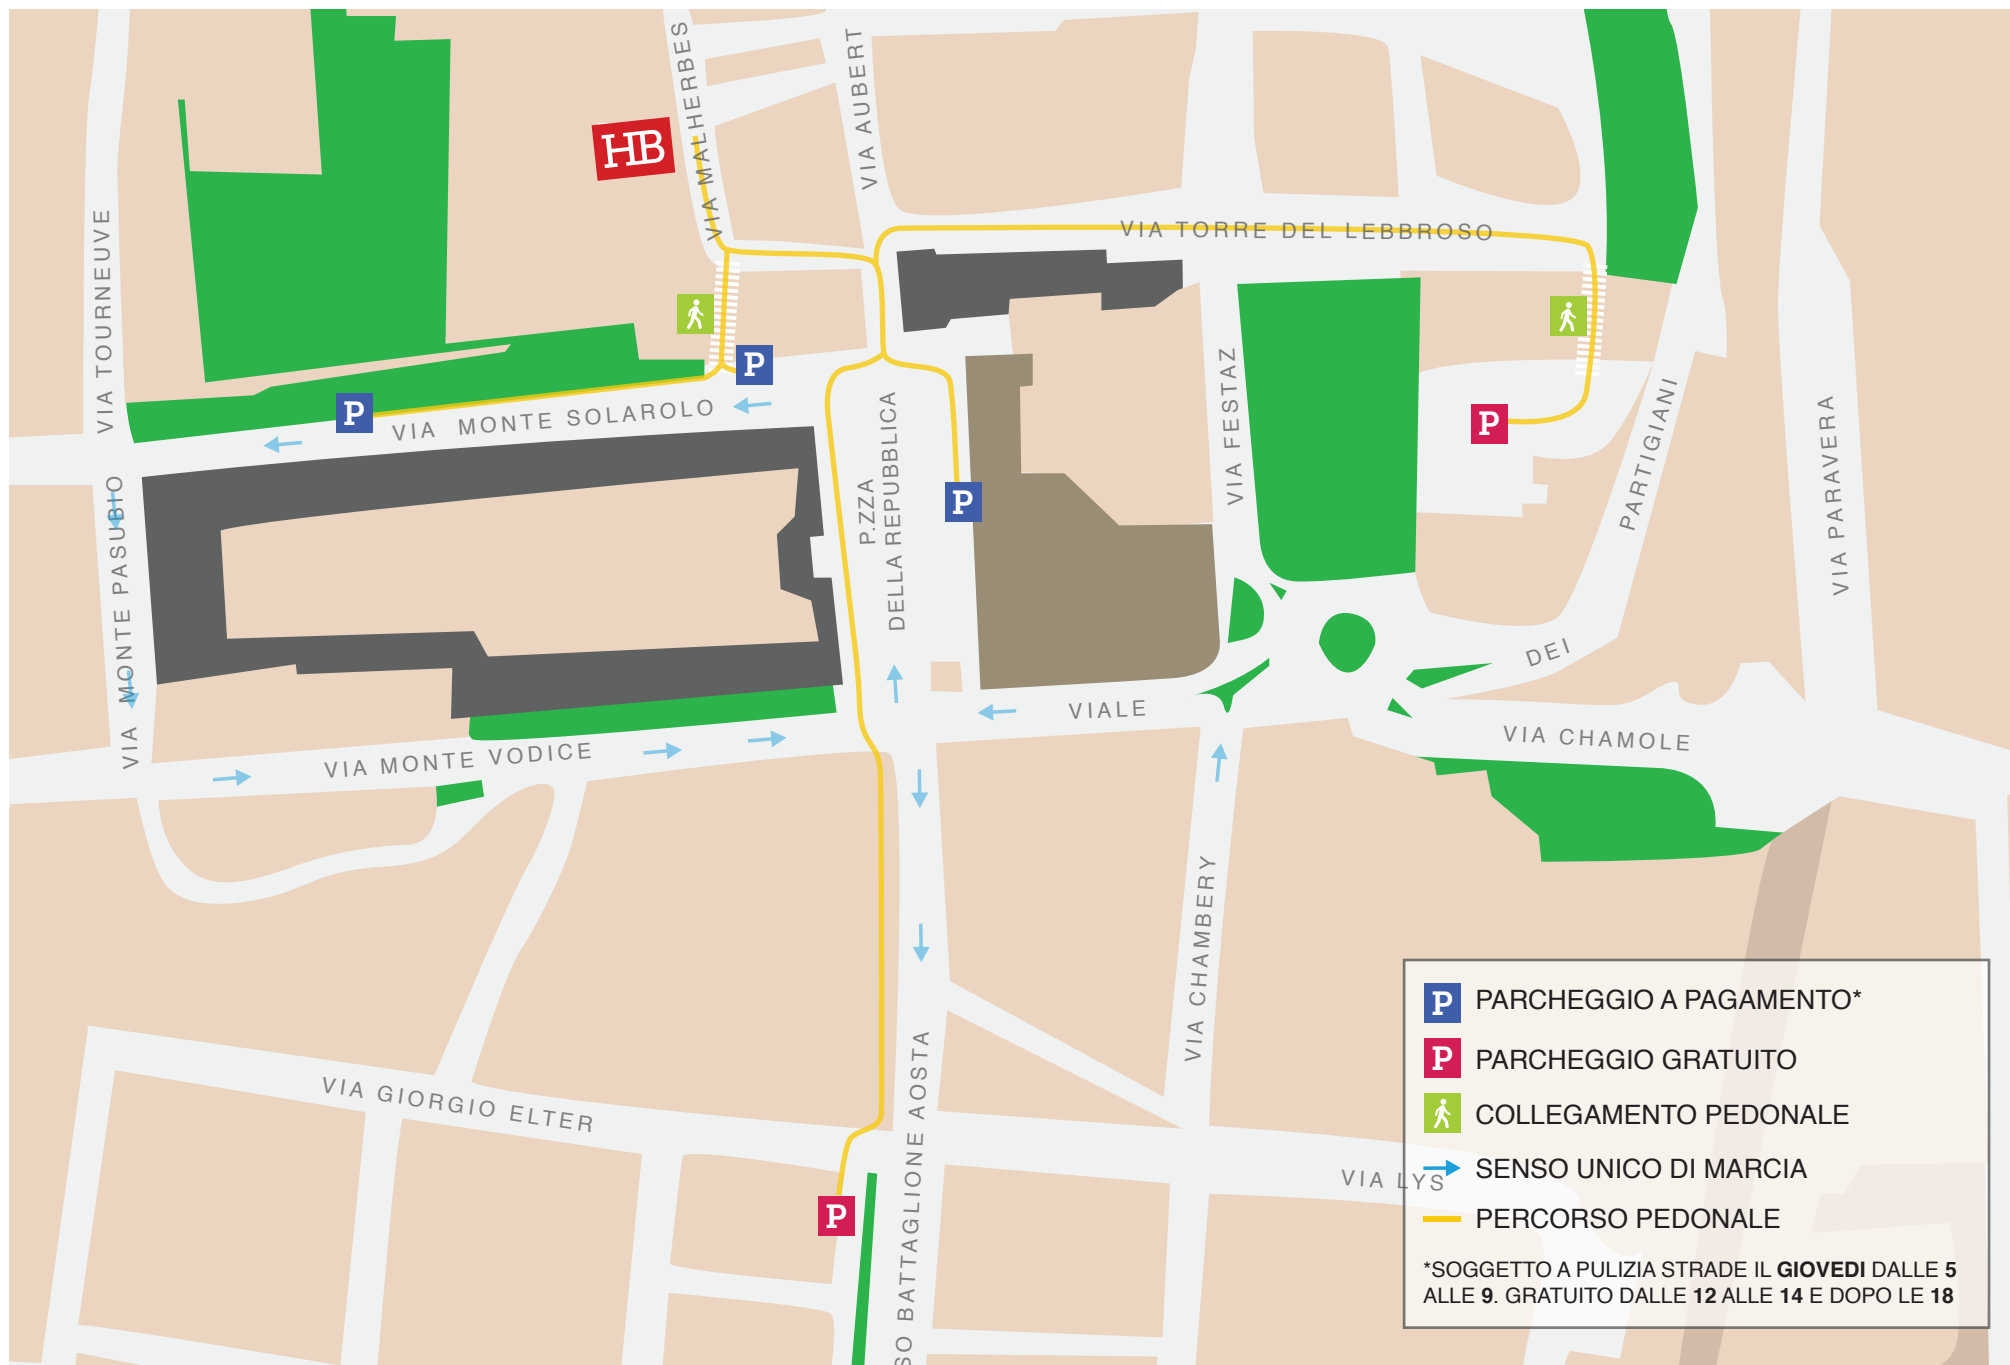 VIA MALHERBES
VIA AUBERT
HB
VIA TOURNEUVE
VIA TORRE DEL LEBBROSO
P
P
VIA MONTE SOLAROLO
P.ZZA
DELLA REPUBBLICA
P
VIA FESTAZ
P
PARTIGIANI
VIA PARAVERA
VIA MONTE PASUBIO
DEI
VIALE
VIA CHAMOLE
VIA MONTE VODICE
VIA CHAMBERY
VIA GIORGIO ELTER
SO BATTAGLIONE AOSTA
VIA LYS
P
P PARCHEGGIO A PAGAMENTO*
P PARCHEGGIO GRATUITO
COLLEGAMENTO PEDONALE
SENSO UNICO DI MARCIA
PERCORSO PEDONALE
*SOGGETTO A PULIZIA STRADE IL GIOVEDI DALLE 5
ALLE 9. GRATUITO DALLE 12 ALLE 14 E DOPO LE 18